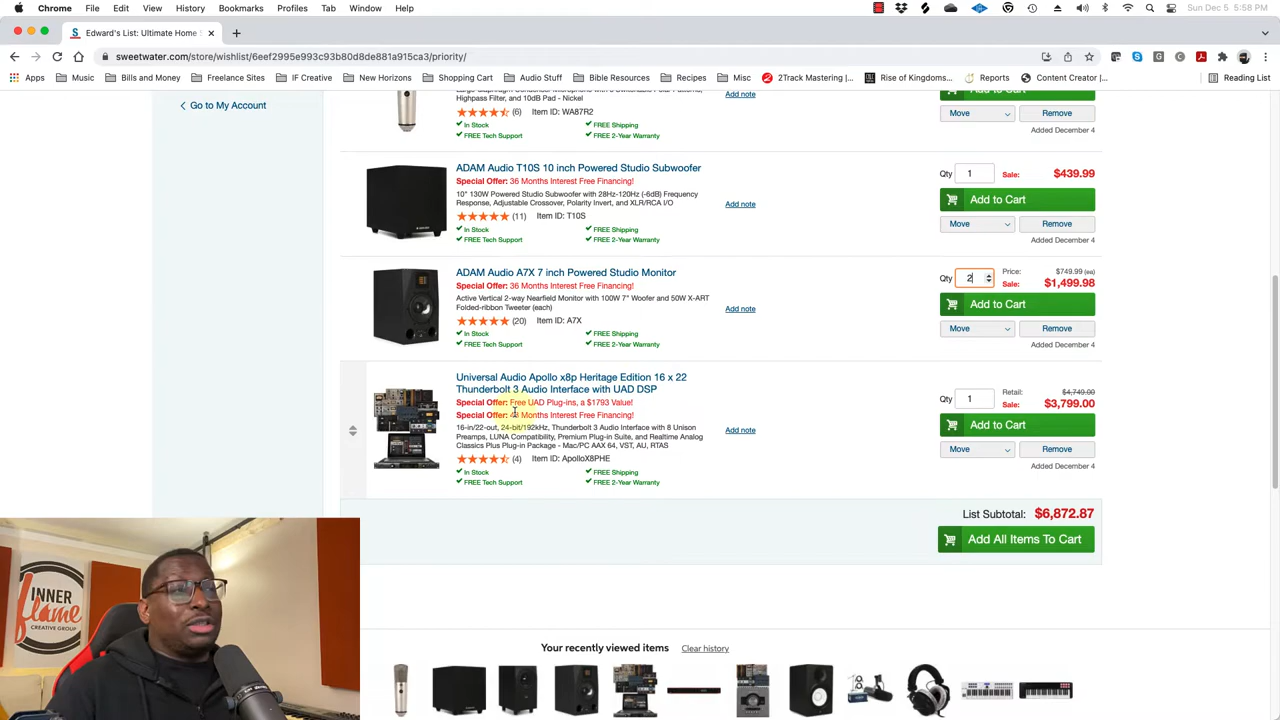 Chrome File Edit View History Bookmarks Profiles Tab Window Help Sun Dec 5 5:58 PM
Edward's List: Ultimate Home
sweetwater.com/store/wishlist/6eef2995e993c93b80d8de881a915ca3/priority/
Apps Music Bills and Money Freelance Sites IF Creative New Horizons Shopping Cart Audio Stuff Bible Resources Recipes Misc 2Track Mastering |... Rise of Kingdoms... Reports Content Creator |... Reading List
Go to My Account
Highpass Filter, and 10dB Pad - Nickel
(6) Item ID: WA87R2
In Stock FREE Shipping
FREE Tech Support FREE 2-Year Warranty
Add note
Add to Cart
Move Remove
Added December 4
ADAM Audio T10S 10 inch Powered Studio Subwoofer
Special Offer: 36 Months Interest Free Financing!
10" 130W Powered Studio Subwoofer with 28Hz-120Hz (-6dB) Frequency
Response, Adjustable Crossover, Polarity Invert, and XLR/RCA I/O
(11) Item ID: T10S
In Stock FREE Shipping
FREE Tech Support FREE 2-Year Warranty
Add note
Qty 1 Sale: $439.99
Add to Cart
Move Remove
Added December 4
ADAM Audio A7X 7 inch Powered Studio Monitor
Special Offer: 36 Months Interest Free Financing!
Active Vertical 2-way Nearfield Monitor with 100W 7" Woofer and 50W X-ART
Folded-ribbon Tweeter (each)
(20) Item ID: A7X
In Stock FREE Shipping
FREE Tech Support FREE 2-Year Warranty
Add note
Qty 2 Price: $749.99 (ea)
Sale: $1,499.98
Add to Cart
Move Remove
Added December 4
Universal Audio Apollo x8p Heritage Edition 16 x 22
Thunderbolt 3 Audio Interface with UAD DSP
Special Offer: Free UAD Plug-ins, a $1793 Value!
Special Offer: 48 Months Interest Free Financing!
16-in/22-out, 24-bit/192kHz, Thunderbolt 3 Audio Interface with 8 Unison
Preamps, LUNA Compatibility, Premium Plug-in Suite, and Realtime Analog
Classics Plus Plug-in Package - Mac/PC AAX 64, VST, AU, RTAS
(4) Item ID: ApolloX8PHE
In Stock FREE Shipping
FREE Tech Support FREE 2-Year Warranty
Add note
Qty 1 Retail: $4,749.00
Sale: $3,799.00
Add to Cart
Move Remove
Added December 4
List Subtotal: $6,872.87
Add All Items To Cart
Your recently viewed items Clear history
INNER
flame
CREATIVE GROUP